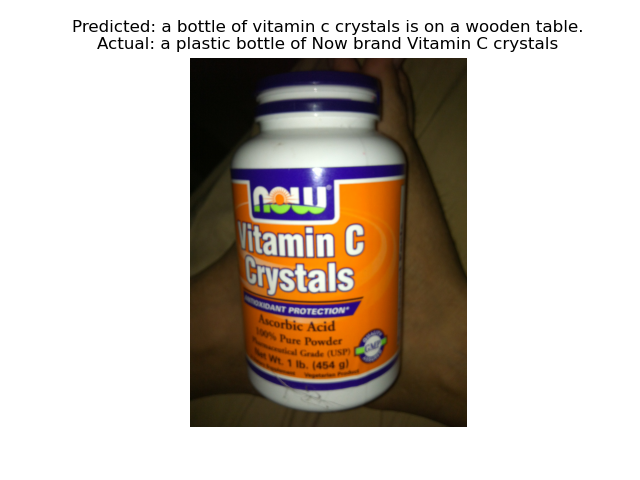 Predicted: a bottle of vitamin c crystals is on a wooden table.
Actual: a plastic bottle of Now brand Vitamin C crystals
NOW®
Vitamin C
Crystals
ANTIOXIDANT PROTECTION*
Ascorbic Acid
100% Pure Powder
Pharmaceutical Grade (USP)
Net Wt. 1 lb. (454 g)
Vegetarian Product
GMP